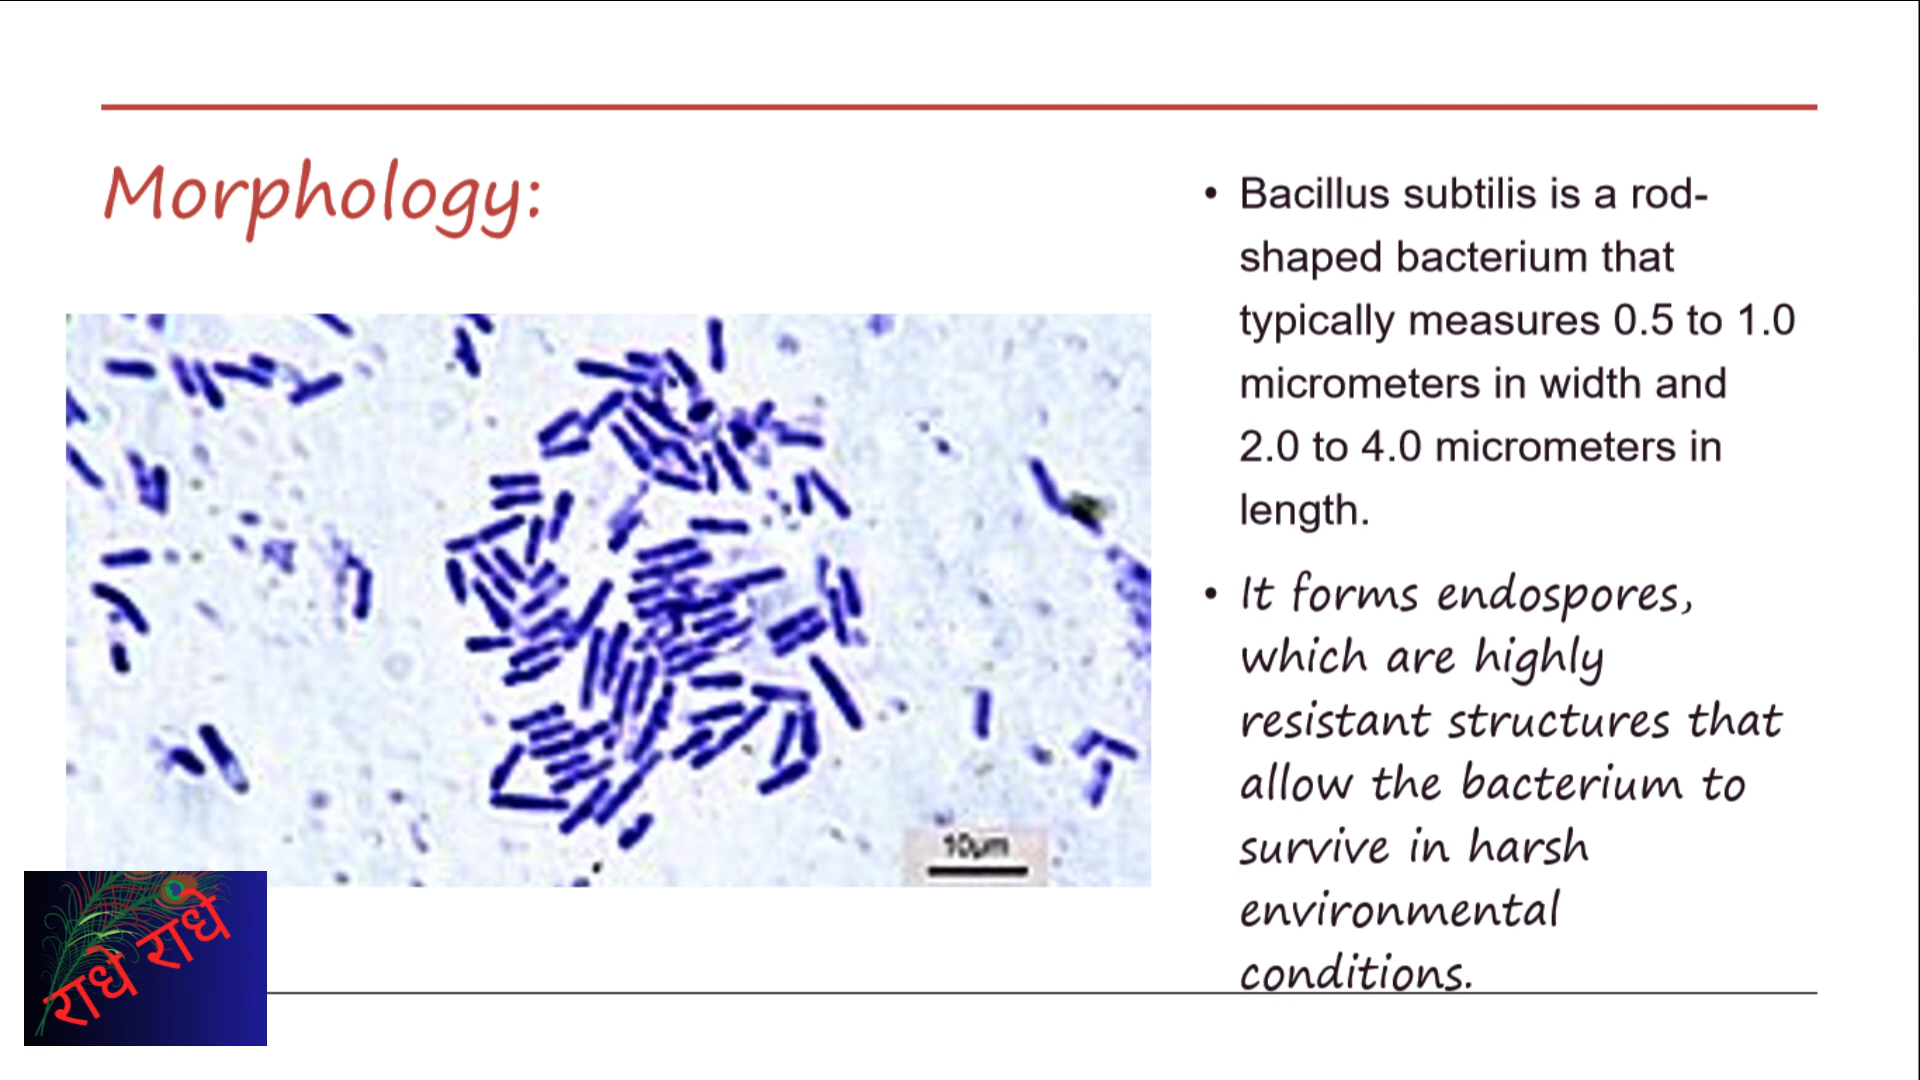 Morphology:
• Bacillus subtilis is a rod-
shaped bacterium that
typically measures 0.5 to 1.0
micrometers in width and
2.0 to 4.0 micrometers in
length.
• It forms endospores,
which are highly
resistant structures that
allow the bacterium to
survive in harsh
environmental
conditions.
10µm
राधे राधे